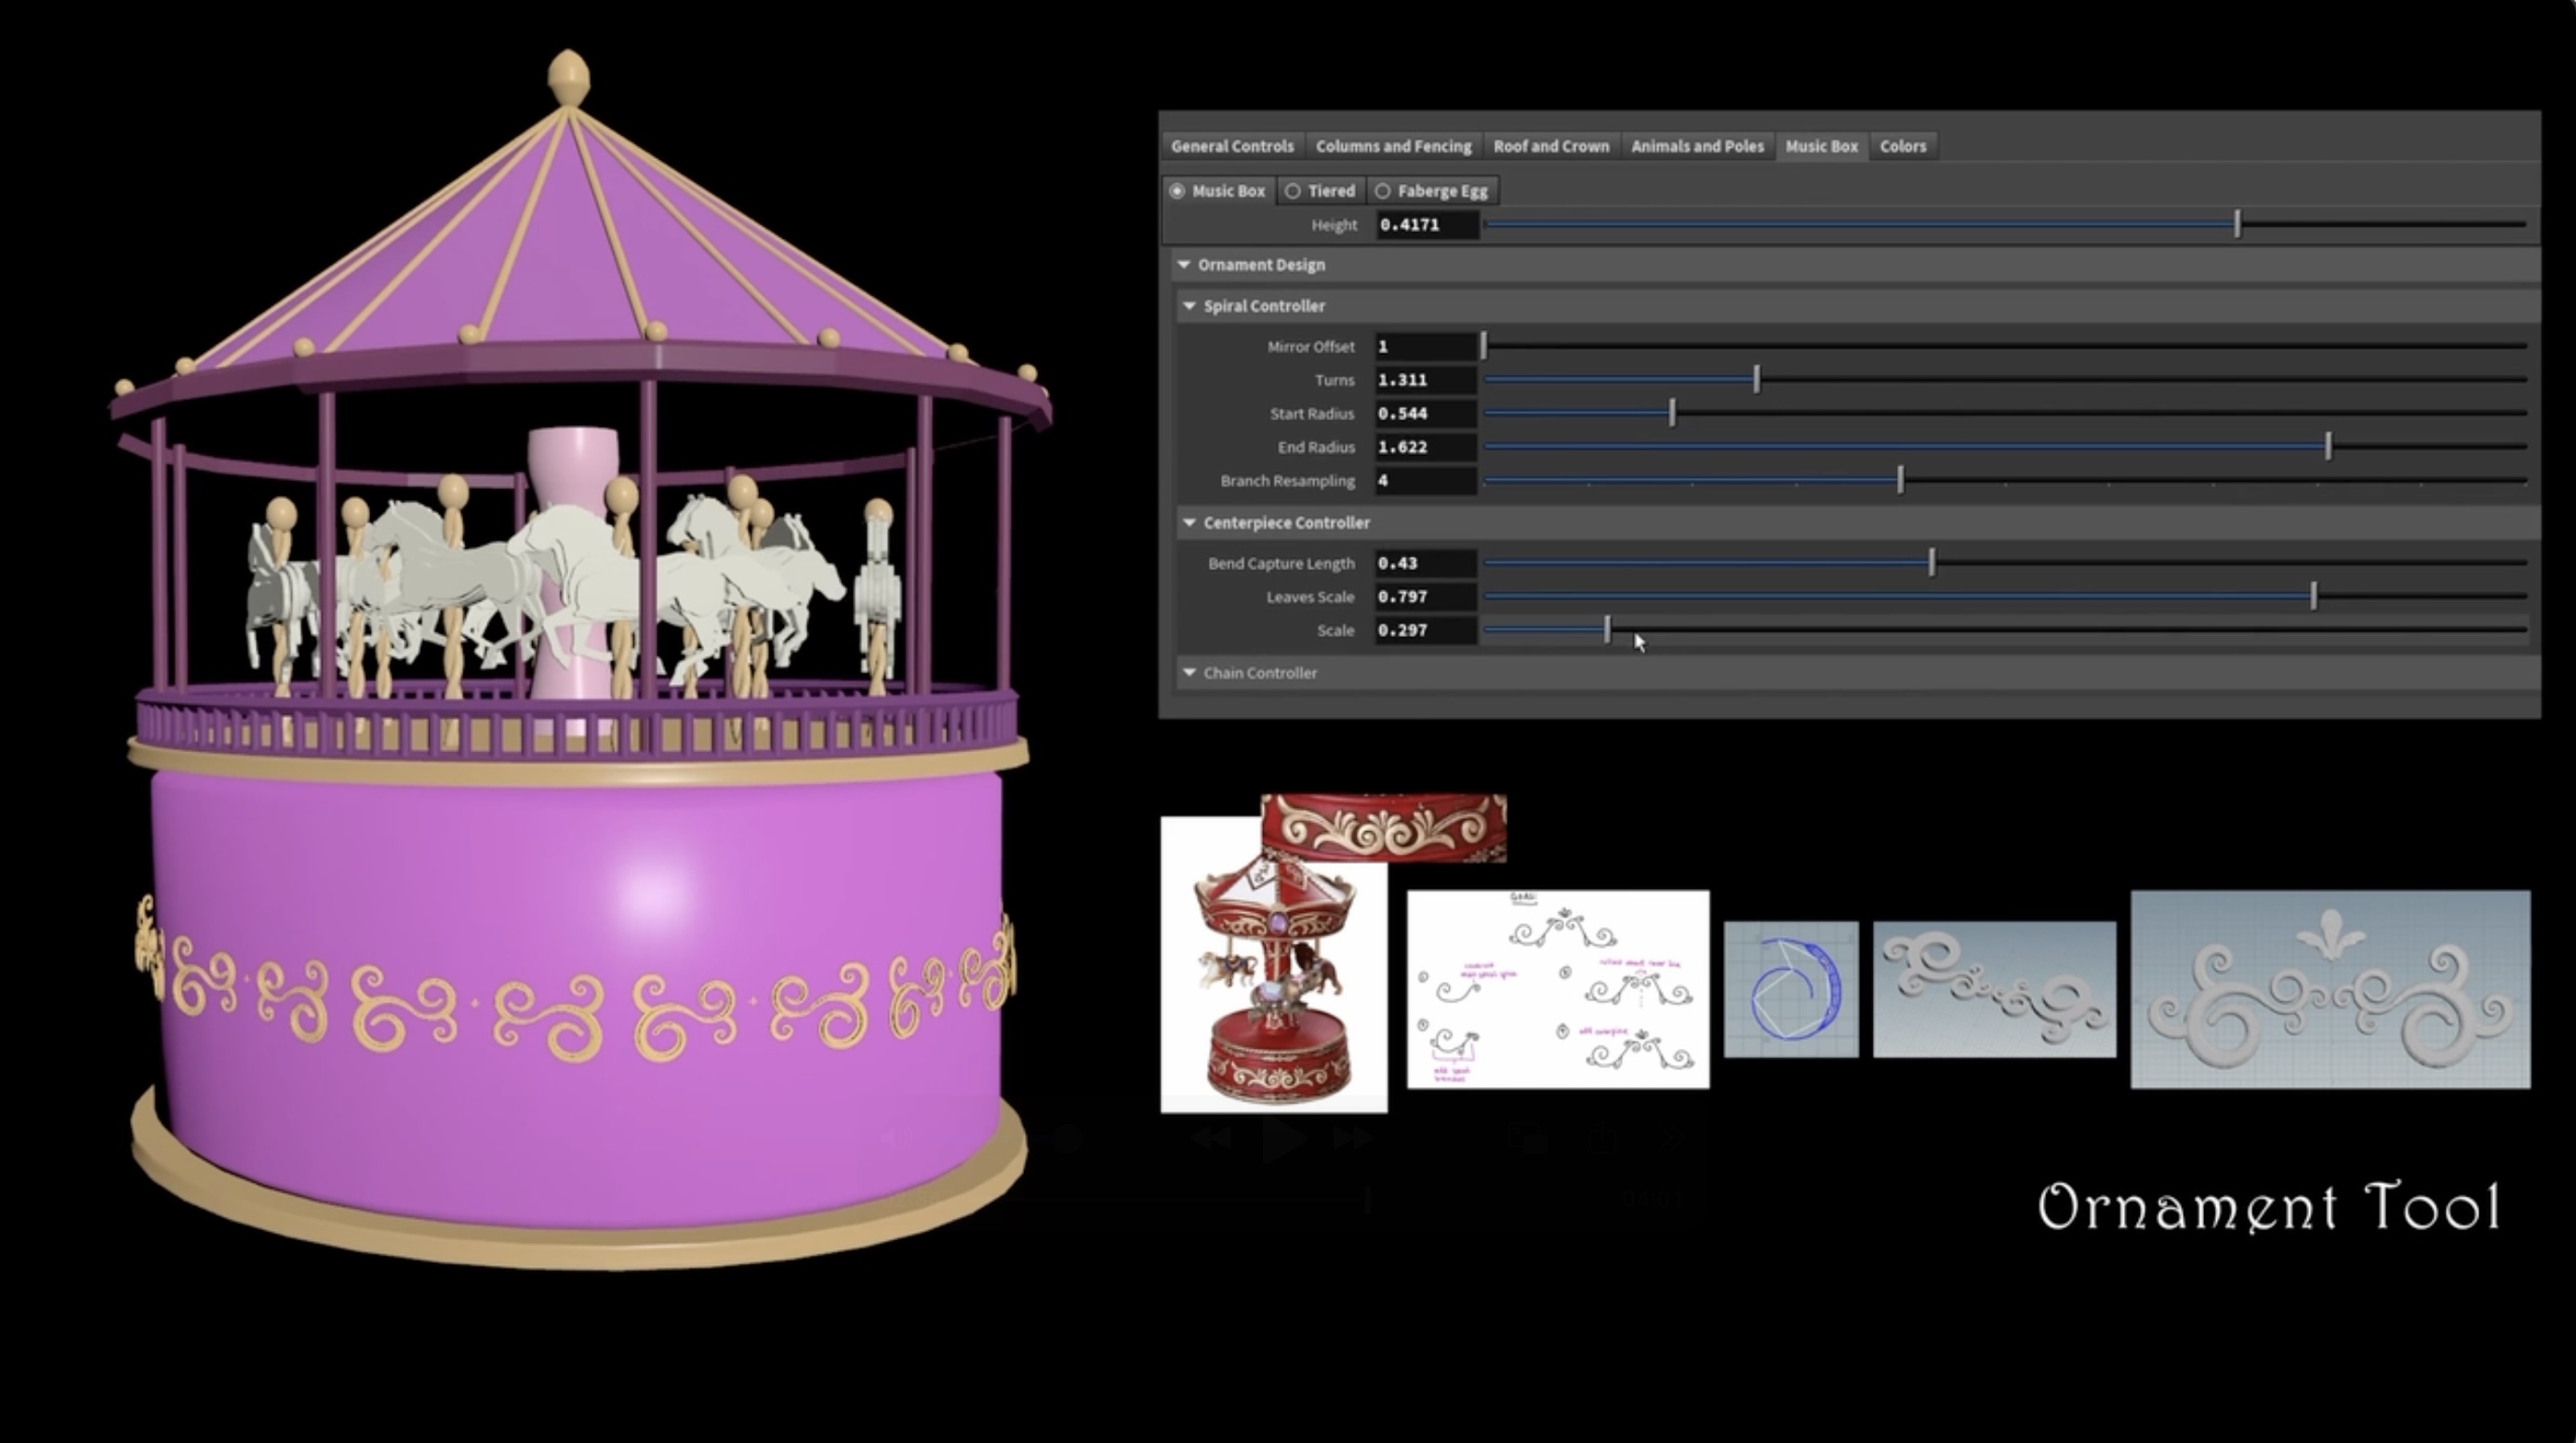 General Controls Columns and Fencing Roof and Crown Animals and Poles Music Box Colors
Music Box Tiered Faberge Egg
Height 0.4171
Ornament Design
Spiral Controller
Mirror Offset 1
Turns 1.311
Start Radius 0.544
End Radius 1.622
Branch Resampling 4
Centerpiece Controller
Bend Capture Length 0.43
Leaves Scale 0.797
Scale 0.297
Chain Controller
Ornament Tool